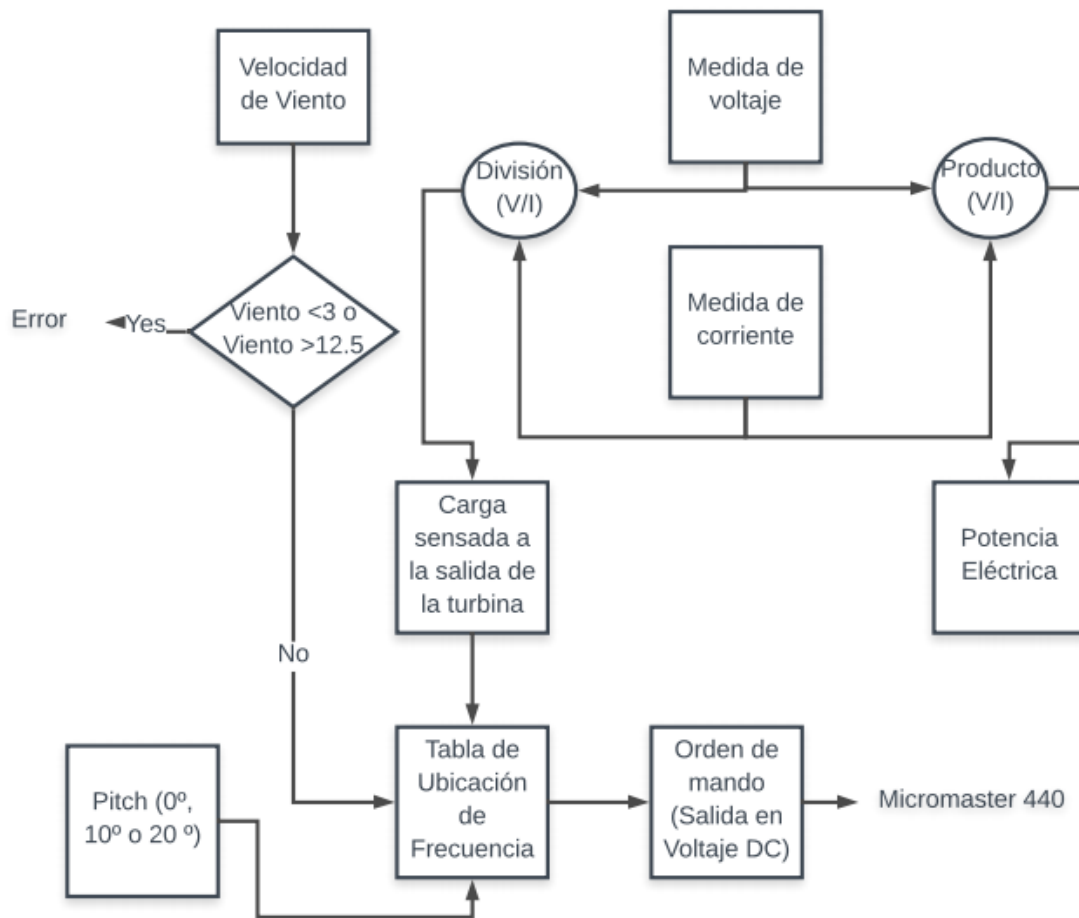 Velocidad
de Viento
Medida de
voltaje
División
(V/I)
Producto
(V/I)
Viento <3 o
Viento >12.5
Yes
Error
Medida de
corriente
Carga
sensada a
la salida de
la turbina
Potencia
Eléctrica
No
Pitch (0º,
10º o 20 º)
Tabla de
Ubicación
de
Frecuencia
Orden de
mando
(Salida en
Voltaje DC)
Micromaster 440